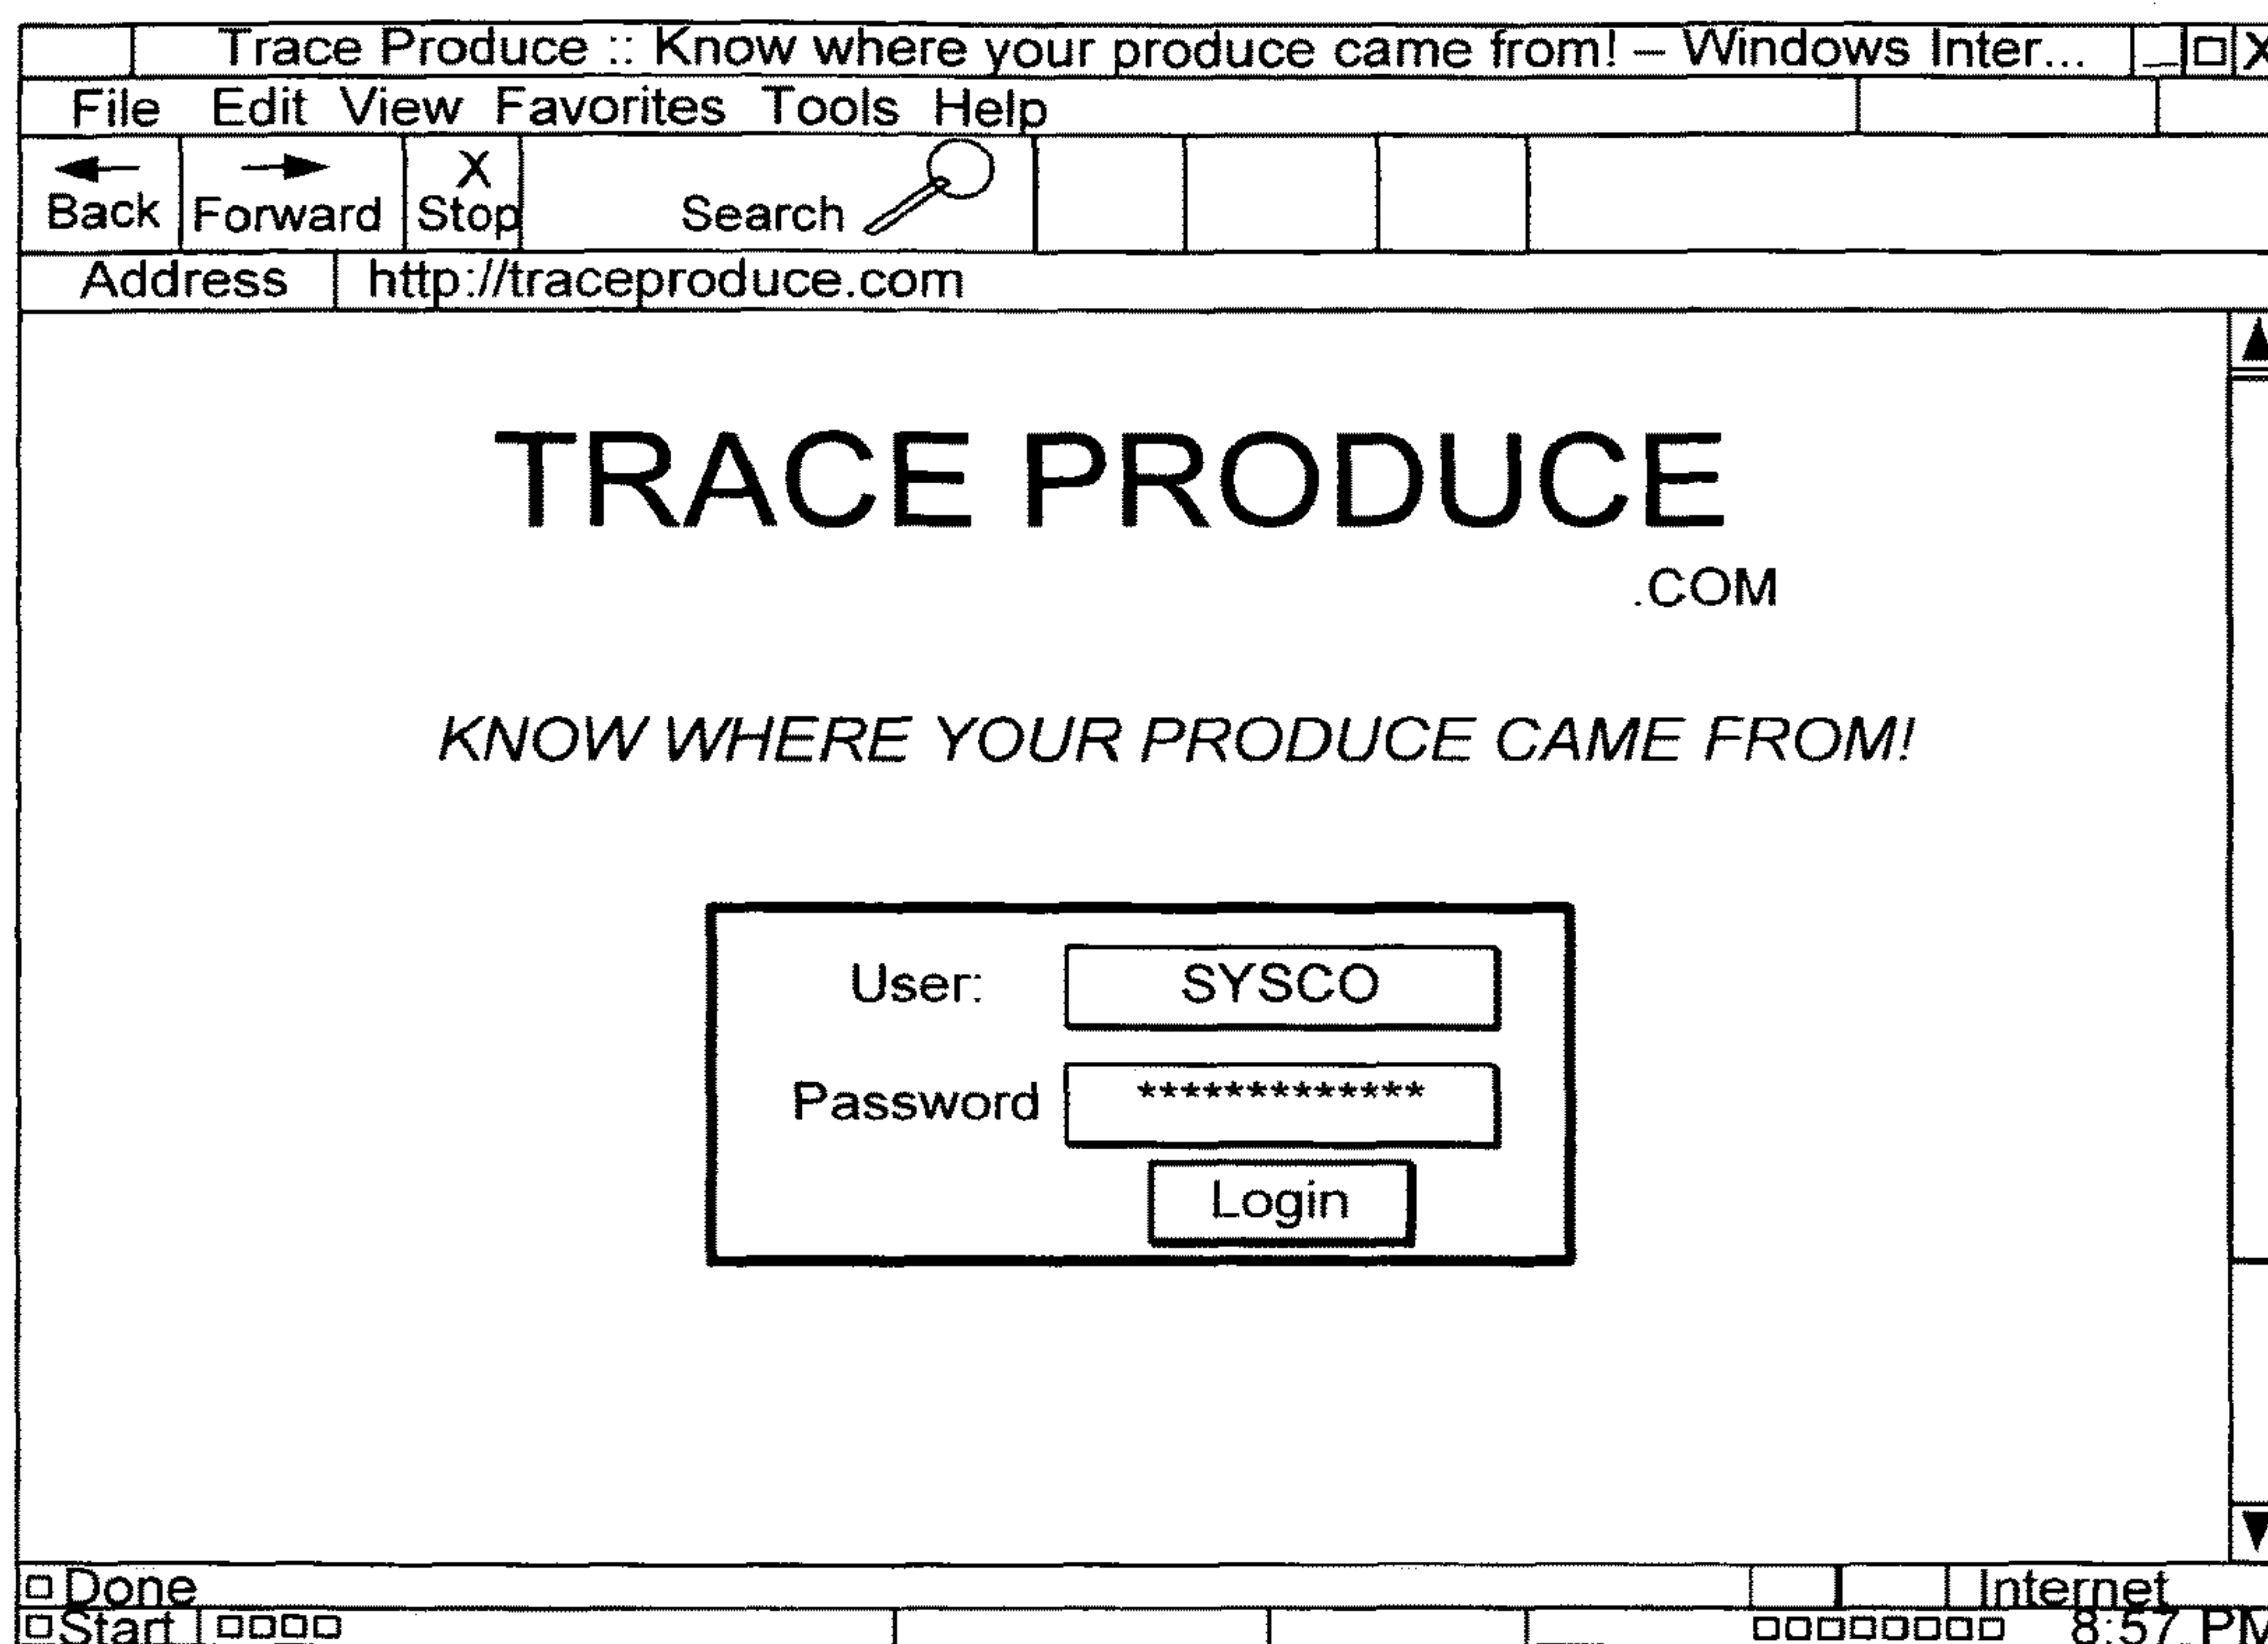 Trace Produce :: Know where your produce came from! – Windows Inter... _ □ X
File Edit View Favorites Tools Help
X
Back Forward Stop Search
Address http://traceproduce.com
TRACE PRODUCE
.COM
KNOW WHERE YOUR PRODUCE CAME FROM!
User: SYSCO
Password *************
Login
Done Internet
Start 8:57 PM